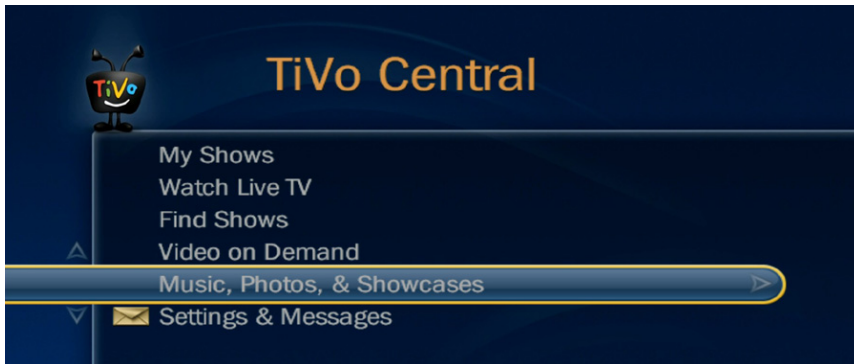 TiVo
TiVo Central
My Shows
Watch Live TV
Find Shows
Video on Demand
Music, Photos, & Showcases
Settings & Messages